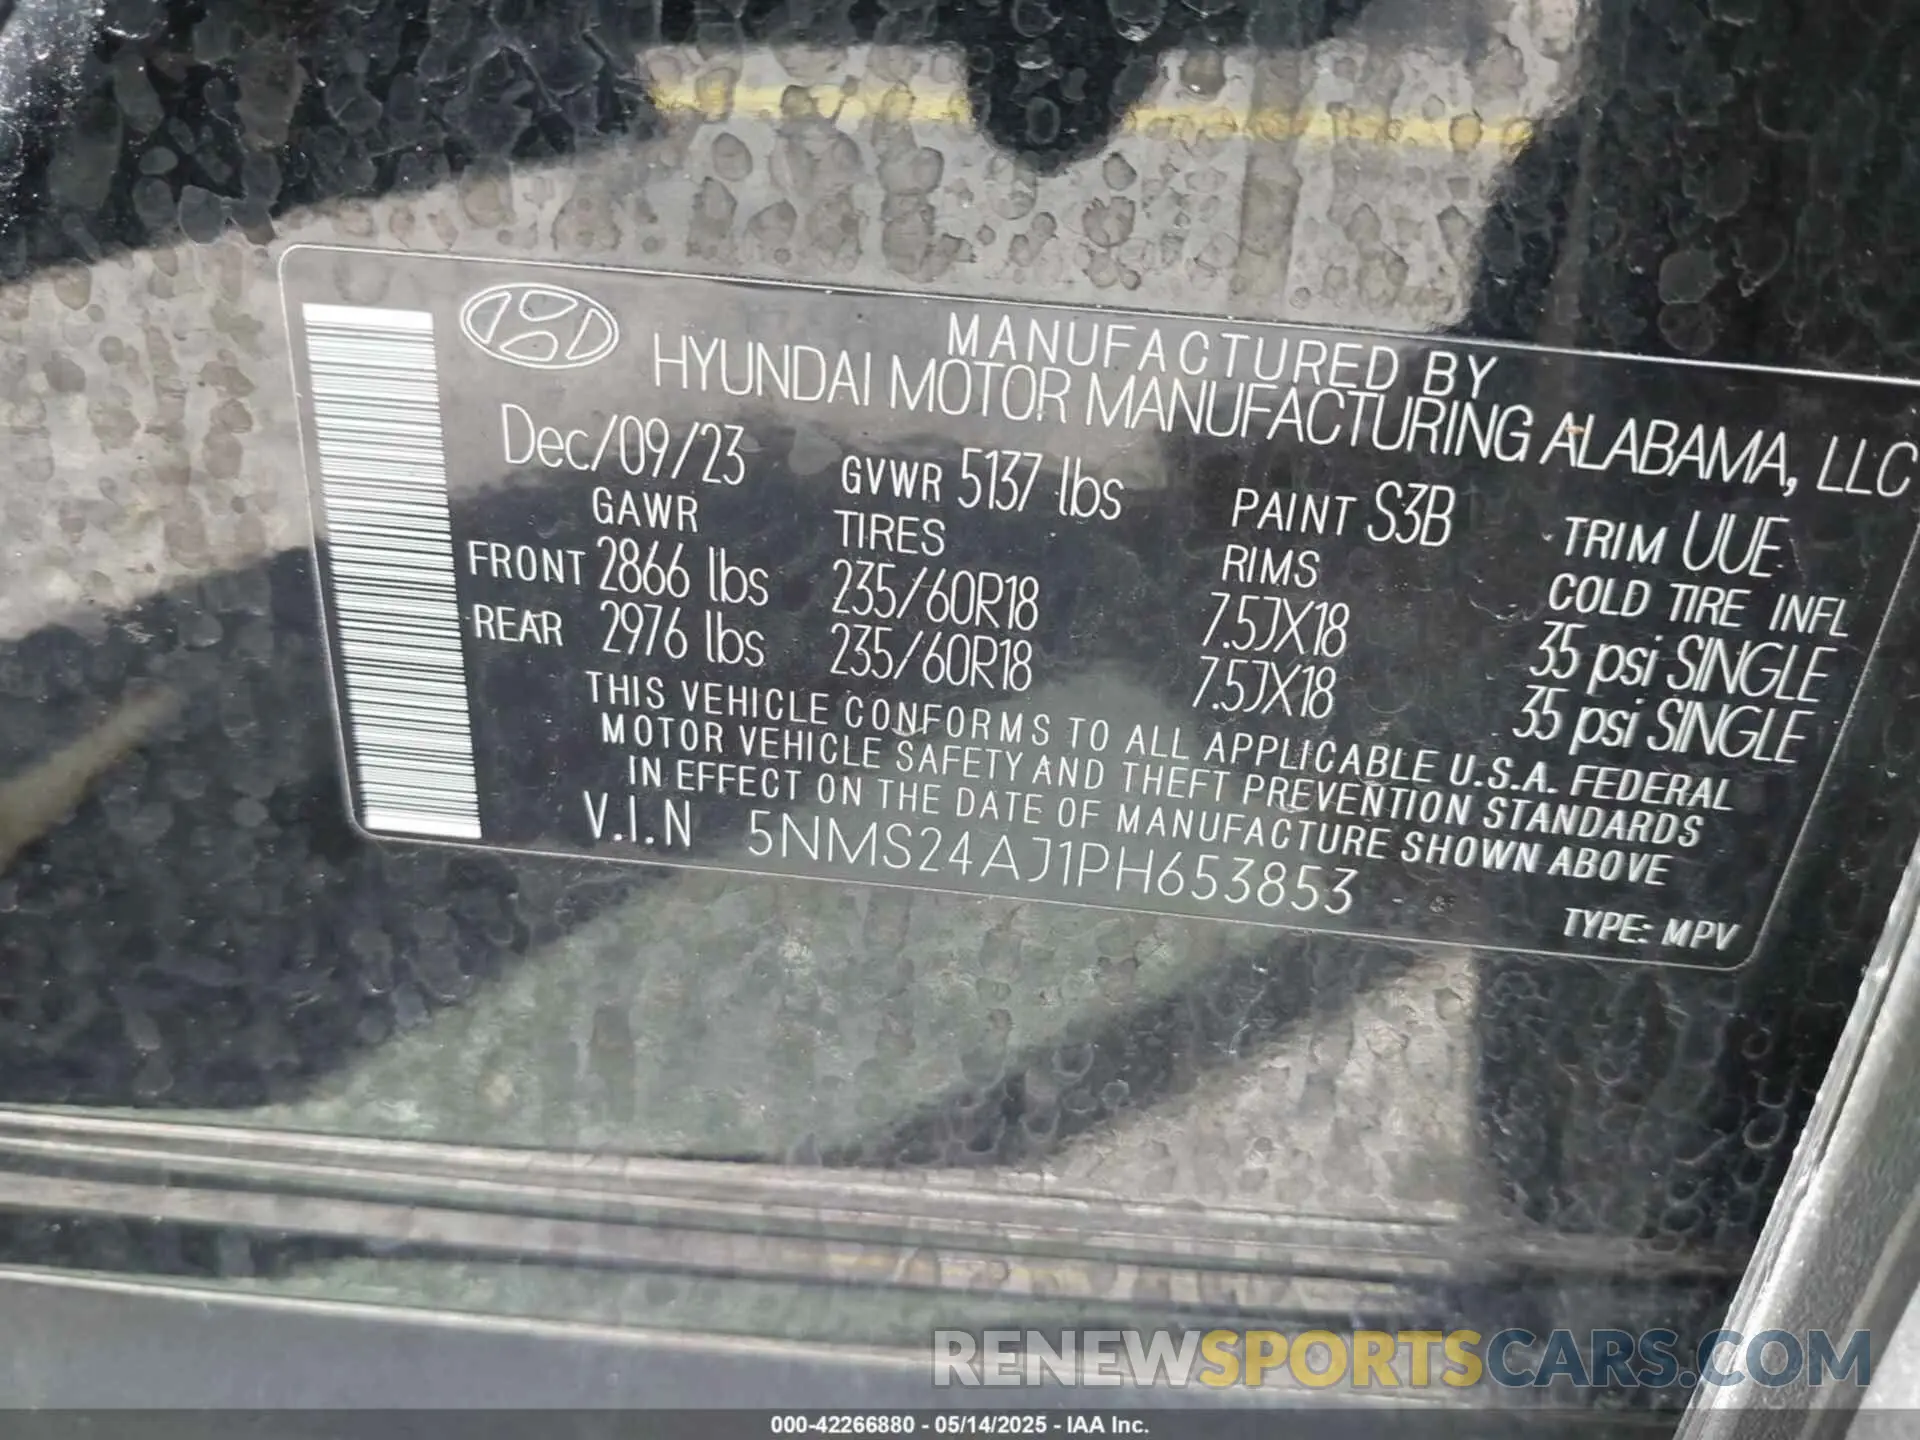 MANUFACTURED BY
HYUNDAI MOTOR MANUFACTURING ALABAMA, LLC
Dec/09/23 GVWR 5137 lbs PAINT S3B TRIM UUE
GAWR TIRES RIMS COLD TIRE INFL
FRONT 2866 lbs 235/60R18 7.5JX18 35 psi SINGLE
REAR 2976 lbs 235/60R18 7.5JX18 35 psi SINGLE
THIS VEHICLE CONFORMS TO ALL APPLICABLE U.S.A. FEDERAL
MOTOR VEHICLE SAFETY AND THEFT PREVENTION STANDARDS
IN EFFECT ON THE DATE OF MANUFACTURE SHOWN ABOVE
V.I.N 5NMS24AJ1PH653853
TYPE: MPV
RENEWSPORTSCARS.COM
000-42266880 - 05/14/2025 - IAA Inc.